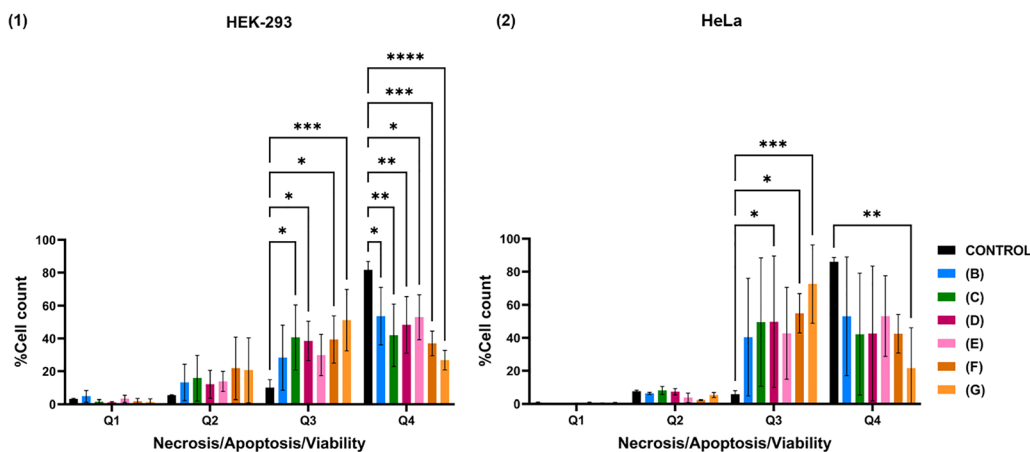 (1) HEK-293
****
***
***
*
*
**
*
**
*
*
100
80
60
40
20
0
%Cell count
Q1 Q2 Q3 Q4
Necrosis/Apoptosis/Viability
(2) HeLa
***
*
*
**
100
80
60
40
20
0
%Cell count
Q1 Q2 Q3 Q4
Necrosis/Apoptosis/Viability
CONTROL
(B)
(C)
(D)
(E)
(F)
(G)